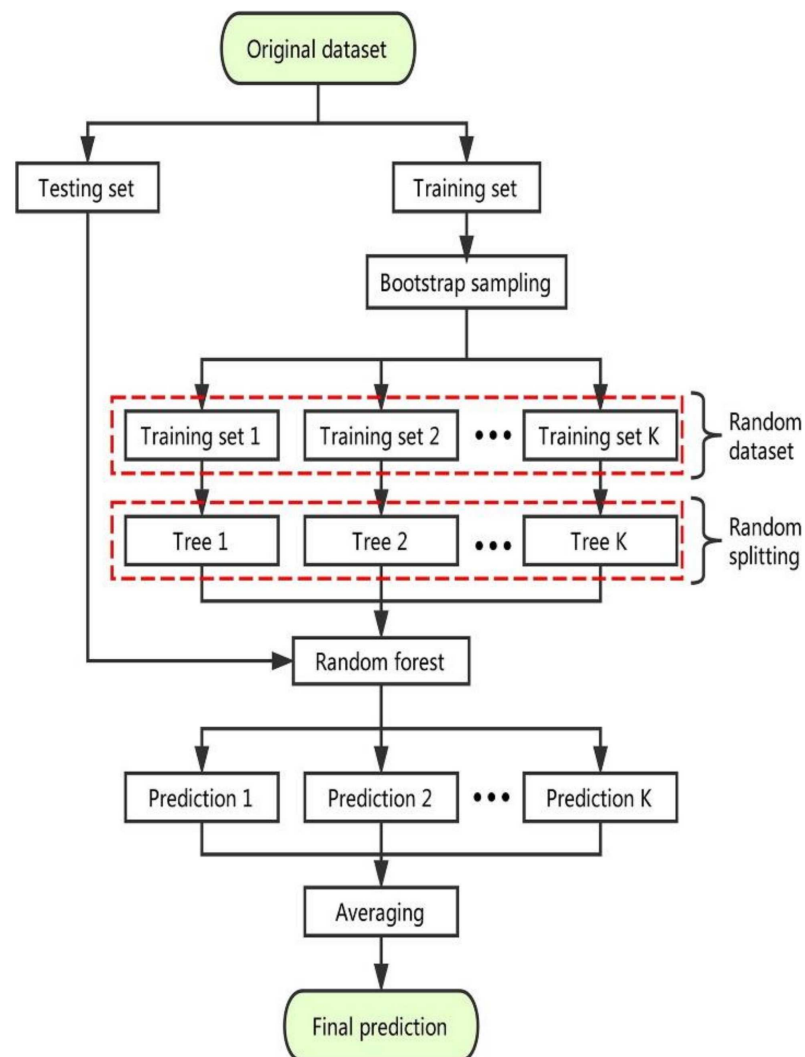 Original dataset
Testing set
Training set
Bootstrap sampling
Training set 1
Training set 2
•••
Training set K
Random
dataset
Tree 1
Tree 2
•••
Tree K
Random
splitting
Random forest
Prediction 1
Prediction 2
•••
Prediction K
Averaging
Final prediction